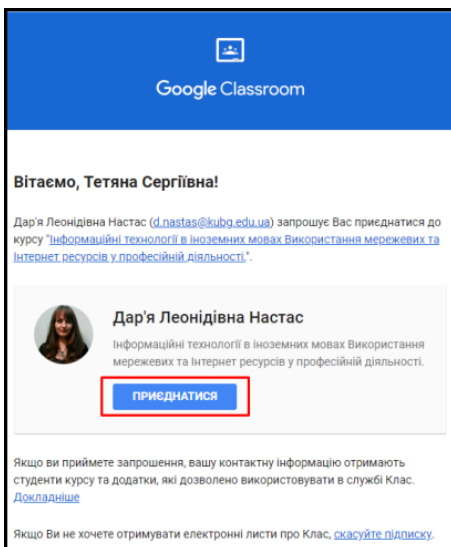 Google Classroom
Вітаємо, Тетяна Сергіївна!
Дар'я Леонідівна Настас (d.nastas@kubg.edu.ua) запрошує Вас приєднатися до
курсу "Інформаційні технології в іноземних мовах Використання мережевих та
Інтернет ресурсів у професійній діяльності.".
Дар'я Леонідівна Настас
Інформаційні технології в іноземних мовах Використання
мережевих та Інтернет ресурсів у професійній діяльності.
ПРИЄДНАТИСЯ
Якщо ви приймете запрошення, вашу контактну інформацію отримають
студенти курсу та додатки, які дозволено використовувати в службі Клас.
Докладніше
Якщо Ви не хочете отримувати електронні листи про Клас, скасуйте підписку.